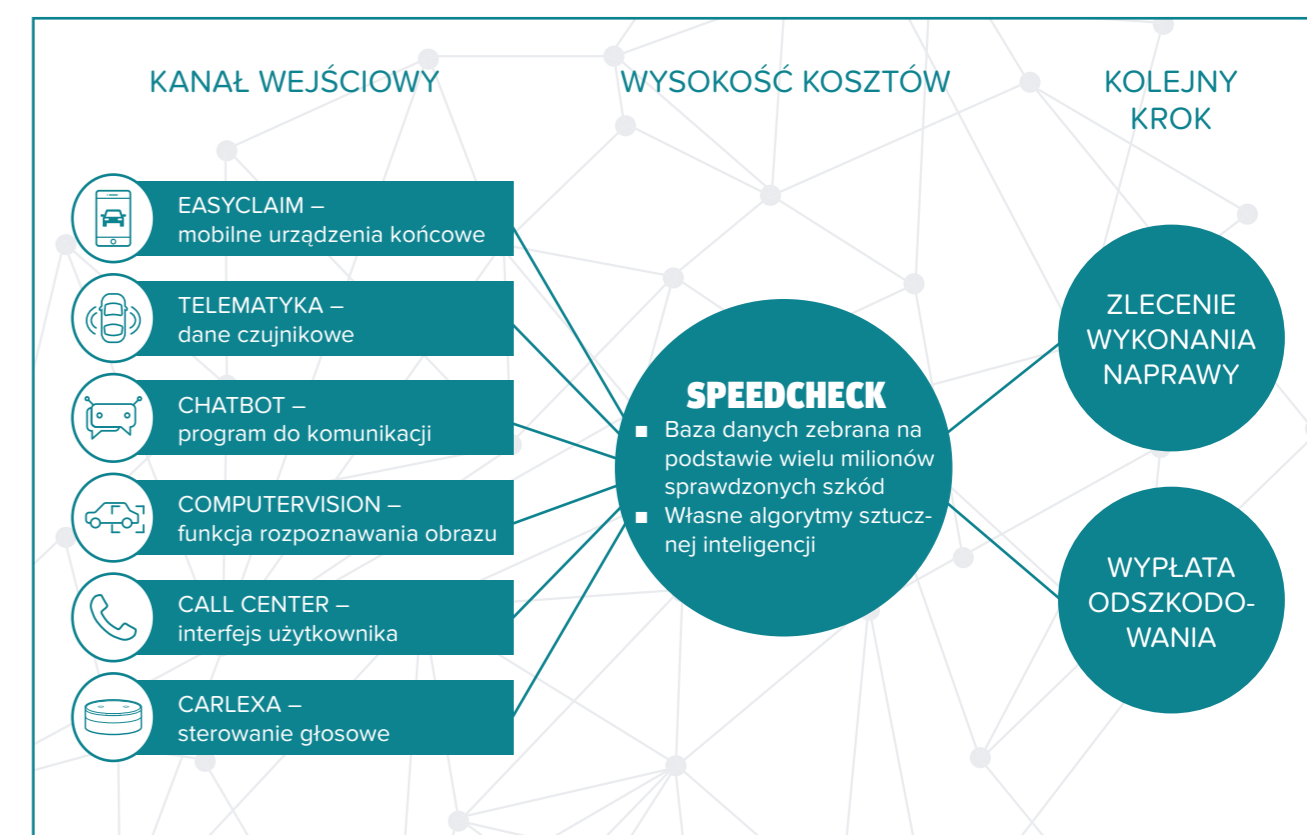 KANAŁ WEJŚCIOWY
EASYCLAIM –
mobilne urządzenia końcowe
TELEMATYKA –
dane czujnikowe
CHATBOT –
program do komunikacji
COMPUTERVISION –
funkcja rozpoznawania obrazu
CALL CENTER –
interfejs użytkownika
CARLEXA –
sterowanie głosowe
WYSOKOŚĆ KOSZTÓW
SPEEDCHECK
■ Baza danych zebrana na
podstawie wielu milionów
sprawdzonych szkód
■ Własne algorytmy sztucz-
nej inteligencji
KOLEJNY
KROK
ZLECENIE
WYKONANIA
NAPRAWY
WYPŁATA
ODSZKODO-
WANIA